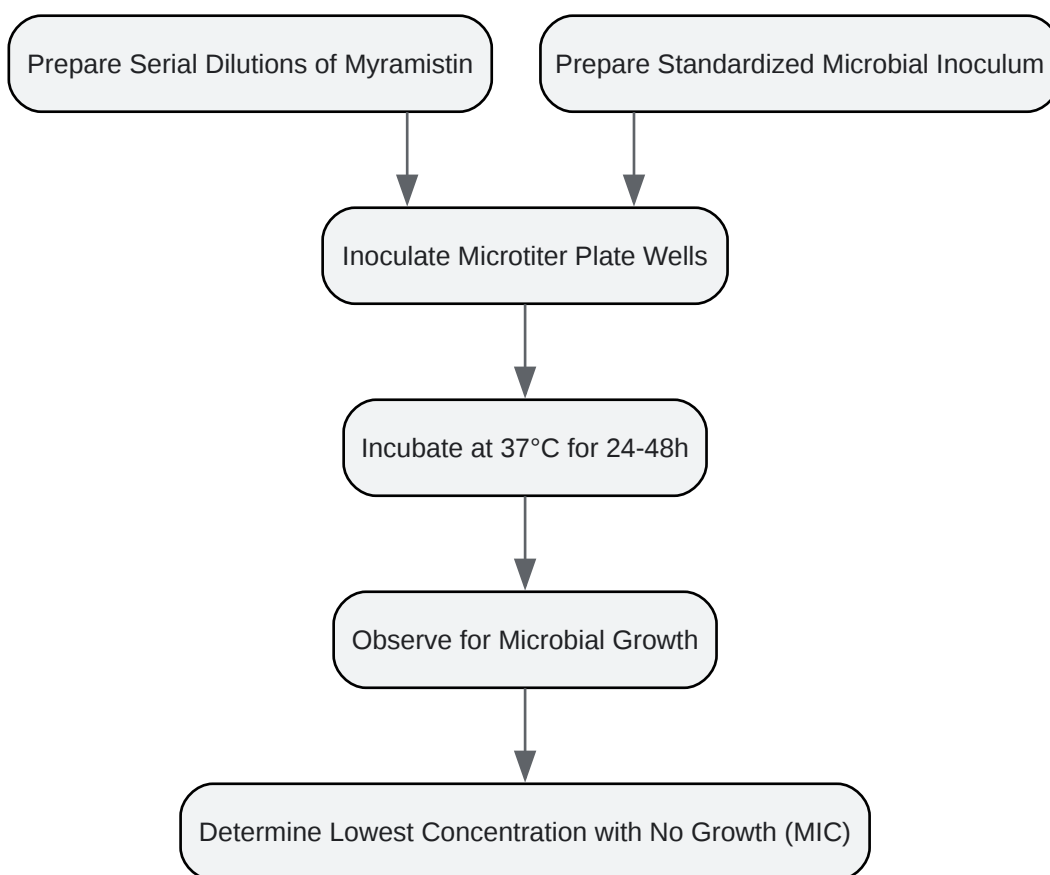 Prepare Serial Dilutions of Myramistin
Prepare Standardized Microbial Inoculum
Inoculate Microtiter Plate Wells
Incubate at 37°C for 24-48h
Observe for Microbial Growth
Determine Lowest Concentration with No Growth (MIC)